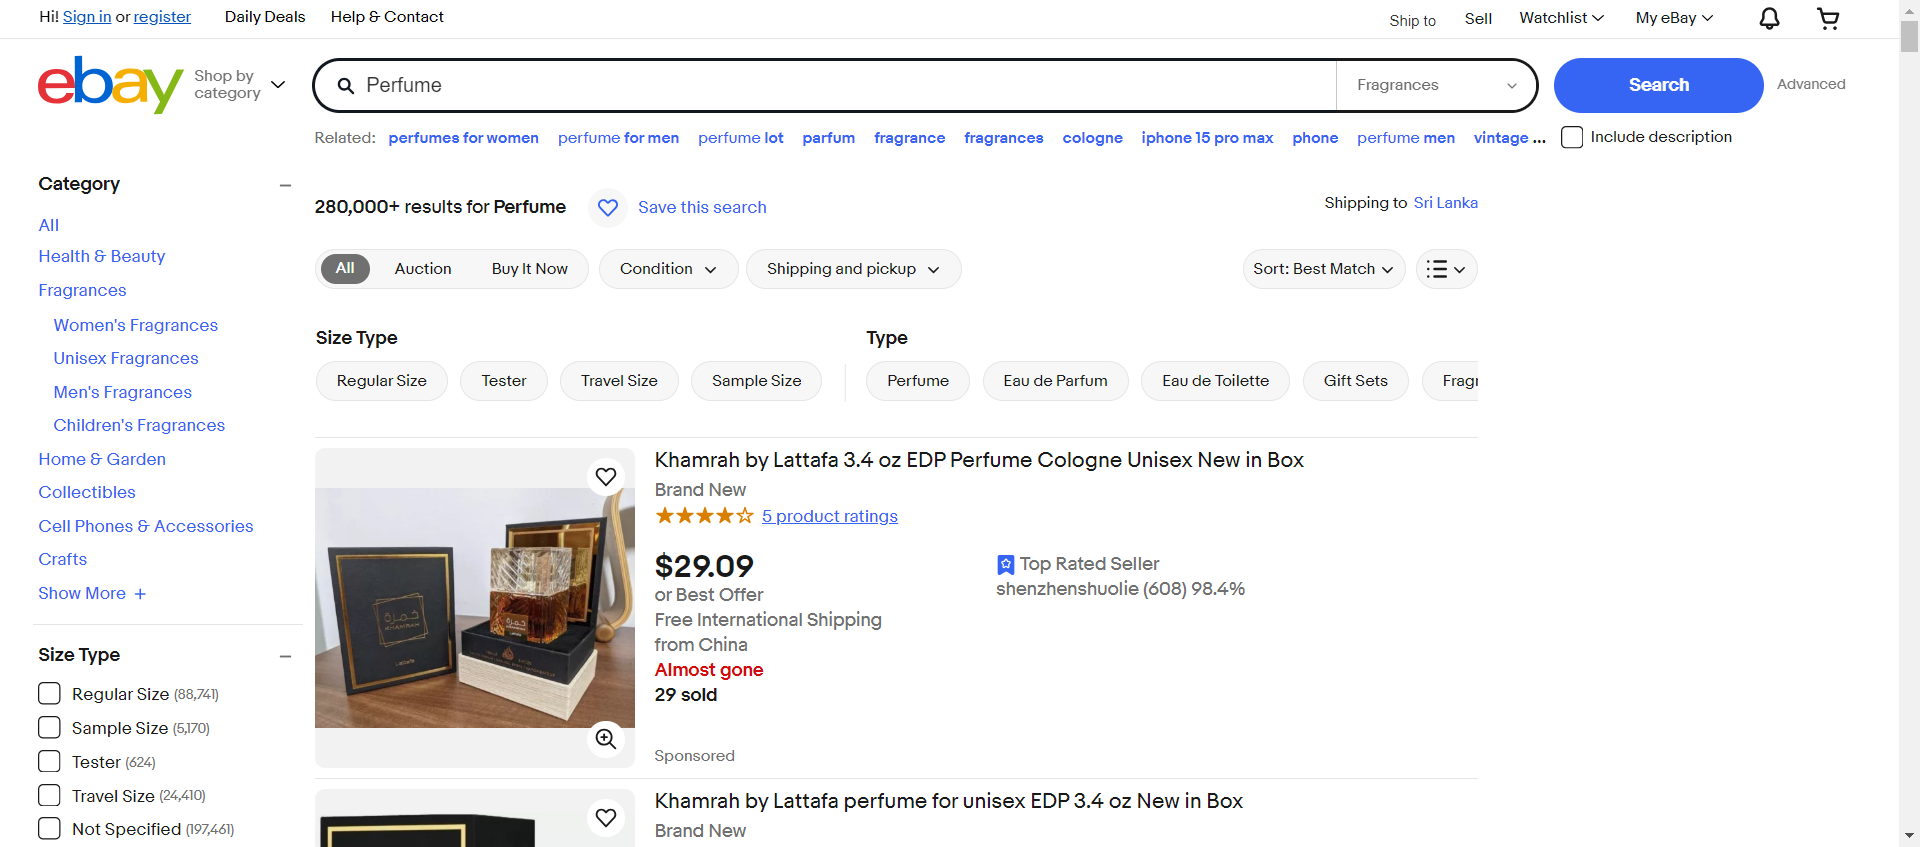 Hi! Sign in or register
Daily Deals
Help & Contact
Ship to
Sell
Watchlist
My eBay
ebay
Shop by
category
Perfume
Fragrances
Search
Advanced
Related: perfumes for women perfume for men perfume lot parfum fragrance fragrances cologne iphone 15 pro max phone perfume men vintage ...
Include description
Category
All
Health & Beauty
Fragrances
Women's Fragrances
Unisex Fragrances
Men's Fragrances
Children's Fragrances
Home & Garden
Collectibles
Cell Phones & Accessories
Crafts
Show More +
Size Type
Regular Size (88,741)
Sample Size (5,170)
Tester (624)
Travel Size (24,410)
Not Specified (197,461)
280,000+ results for Perfume
Save this search
Shipping to Sri Lanka
All
Auction
Buy It Now
Condition
Shipping and pickup
Sort: Best Match
Size Type
Regular Size
Tester
Travel Size
Sample Size
Type
Perfume
Eau de Parfum
Eau de Toilette
Gift Sets
Fragr
خمرة
KHAMRAH
Lattafa
Khamrah by Lattafa 3.4 oz EDP Perfume Cologne Unisex New in Box
Brand New
5 product ratings
$29.09
or Best Offer
Free International Shipping
from China
Almost gone
29 sold
Top Rated Seller
shenzhenshuolie (608) 98.4%
Sponsored
Khamrah by Lattafa perfume for unisex EDP 3.4 oz New in Box
Brand New